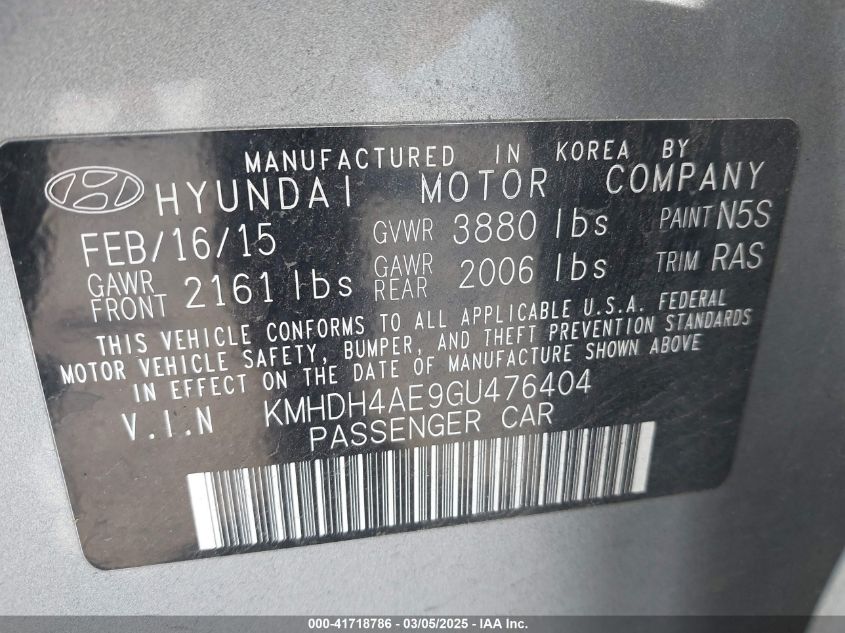 MANUFACTURED IN KOREA BY
HYUNDAI MOTOR COMPANY
FEB/16/15 GVWR 3880 lbs PAINT N5S
GAWR FRONT 2161 lbs GAWR REAR 2006 lbs TRIM RAS
THIS VEHICLE CONFORMS TO ALL APPLICABLE U.S.A. FEDERAL
MOTOR VEHICLE SAFETY, BUMPER, AND THEFT PREVENTION STANDARDS
IN EFFECT ON THE DATE OF MANUFACTURE SHOWN ABOVE
V.I.N KMHDH4AE9GU476404
PASSENGER CAR
000-41718786 - 03/05/2025 - IAA Inc.